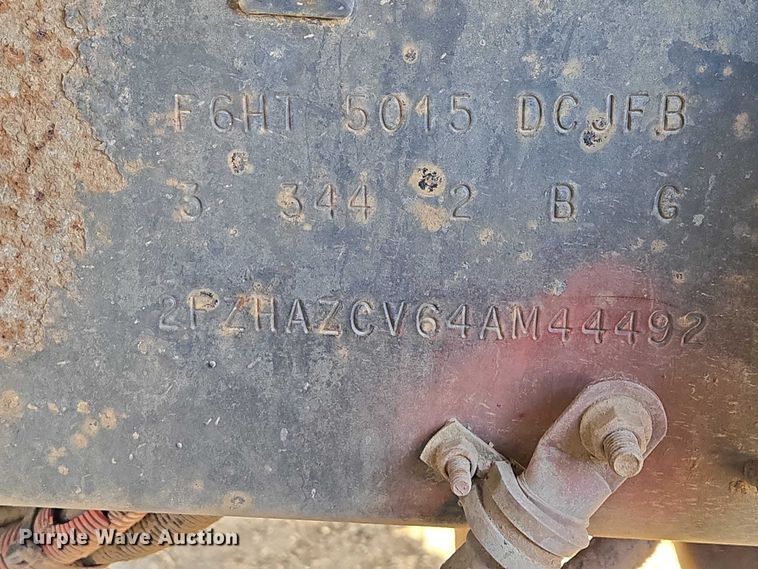 F6HT 5015 DCJFB
3 344 2 B G
2FZHAZCV64AM44492
Purple Wave Auction®